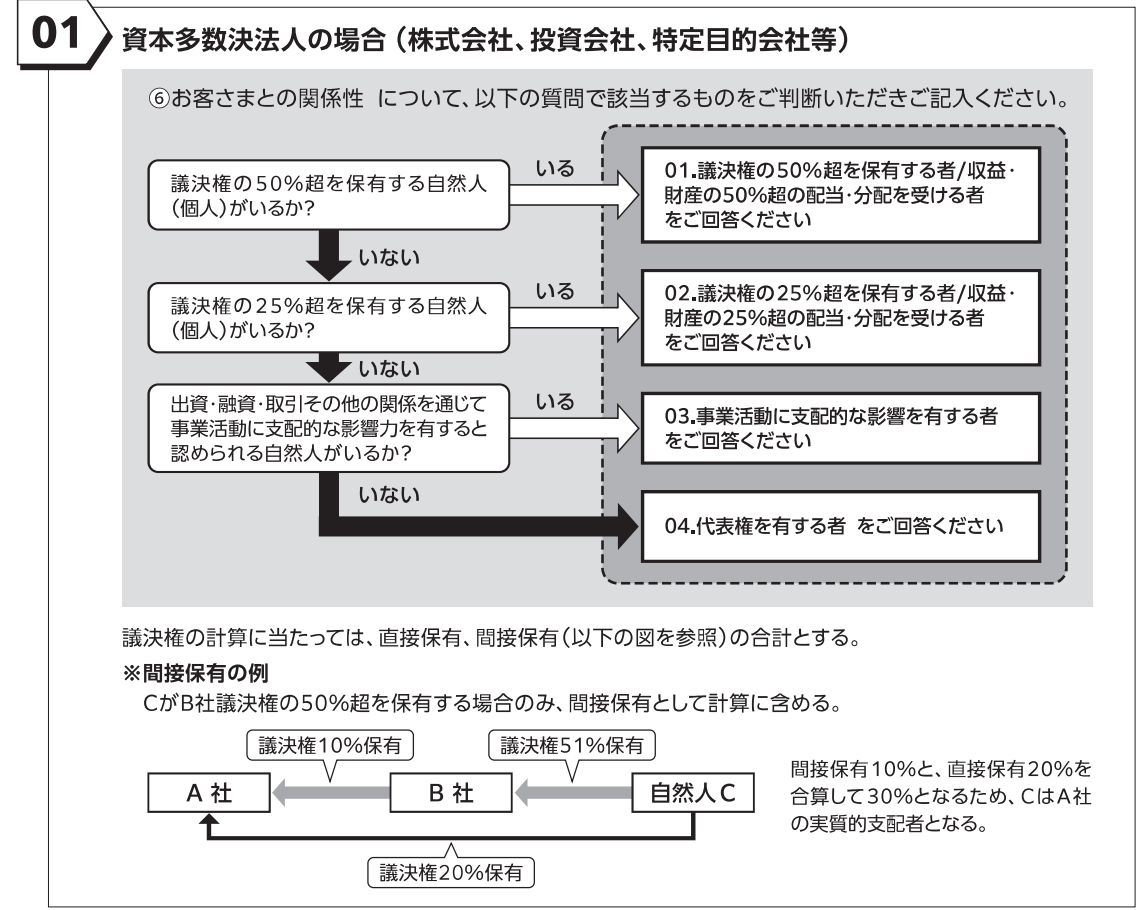 01
資本多数決法人の場合（株式会社、投資会社、特定目的会社等）
⑥お客さまとの関係性 について、以下の質問で該当するものをご判断いただきご記入ください。
議決権の50%超を保有する自然人
（個人）がいるか?
いる
01.議決権の50%超を保有する者/収益・
財産の50%超の配当・分配を受ける者
をご回答ください
いない
議決権の25%超を保有する自然人
（個人）がいるか?
いる
02.議決権の25%超を保有する者/収益・
財産の25%超の配当・分配を受ける者
をご回答ください
いない
出資・融資・取引その他の関係を通じて
事業活動に支配的な影響力を有すると
認められる自然人がいるか?
いる
03.事業活動に支配的な影響を有する者
をご回答ください
いない
04.代表権を有する者 をご回答ください
議決権の計算に当たっては、直接保有、間接保有（以下の図を参照）の合計とする。
※間接保有の例
CがB社議決権の50%超を保有する場合のみ、間接保有として計算に含める。
議決権10%保有
議決権51%保有
A 社
B 社
自然人C
議決権20%保有
間接保有10%と、直接保有20%を
合算して30%となるため、CはA社
の実質的支配者となる。